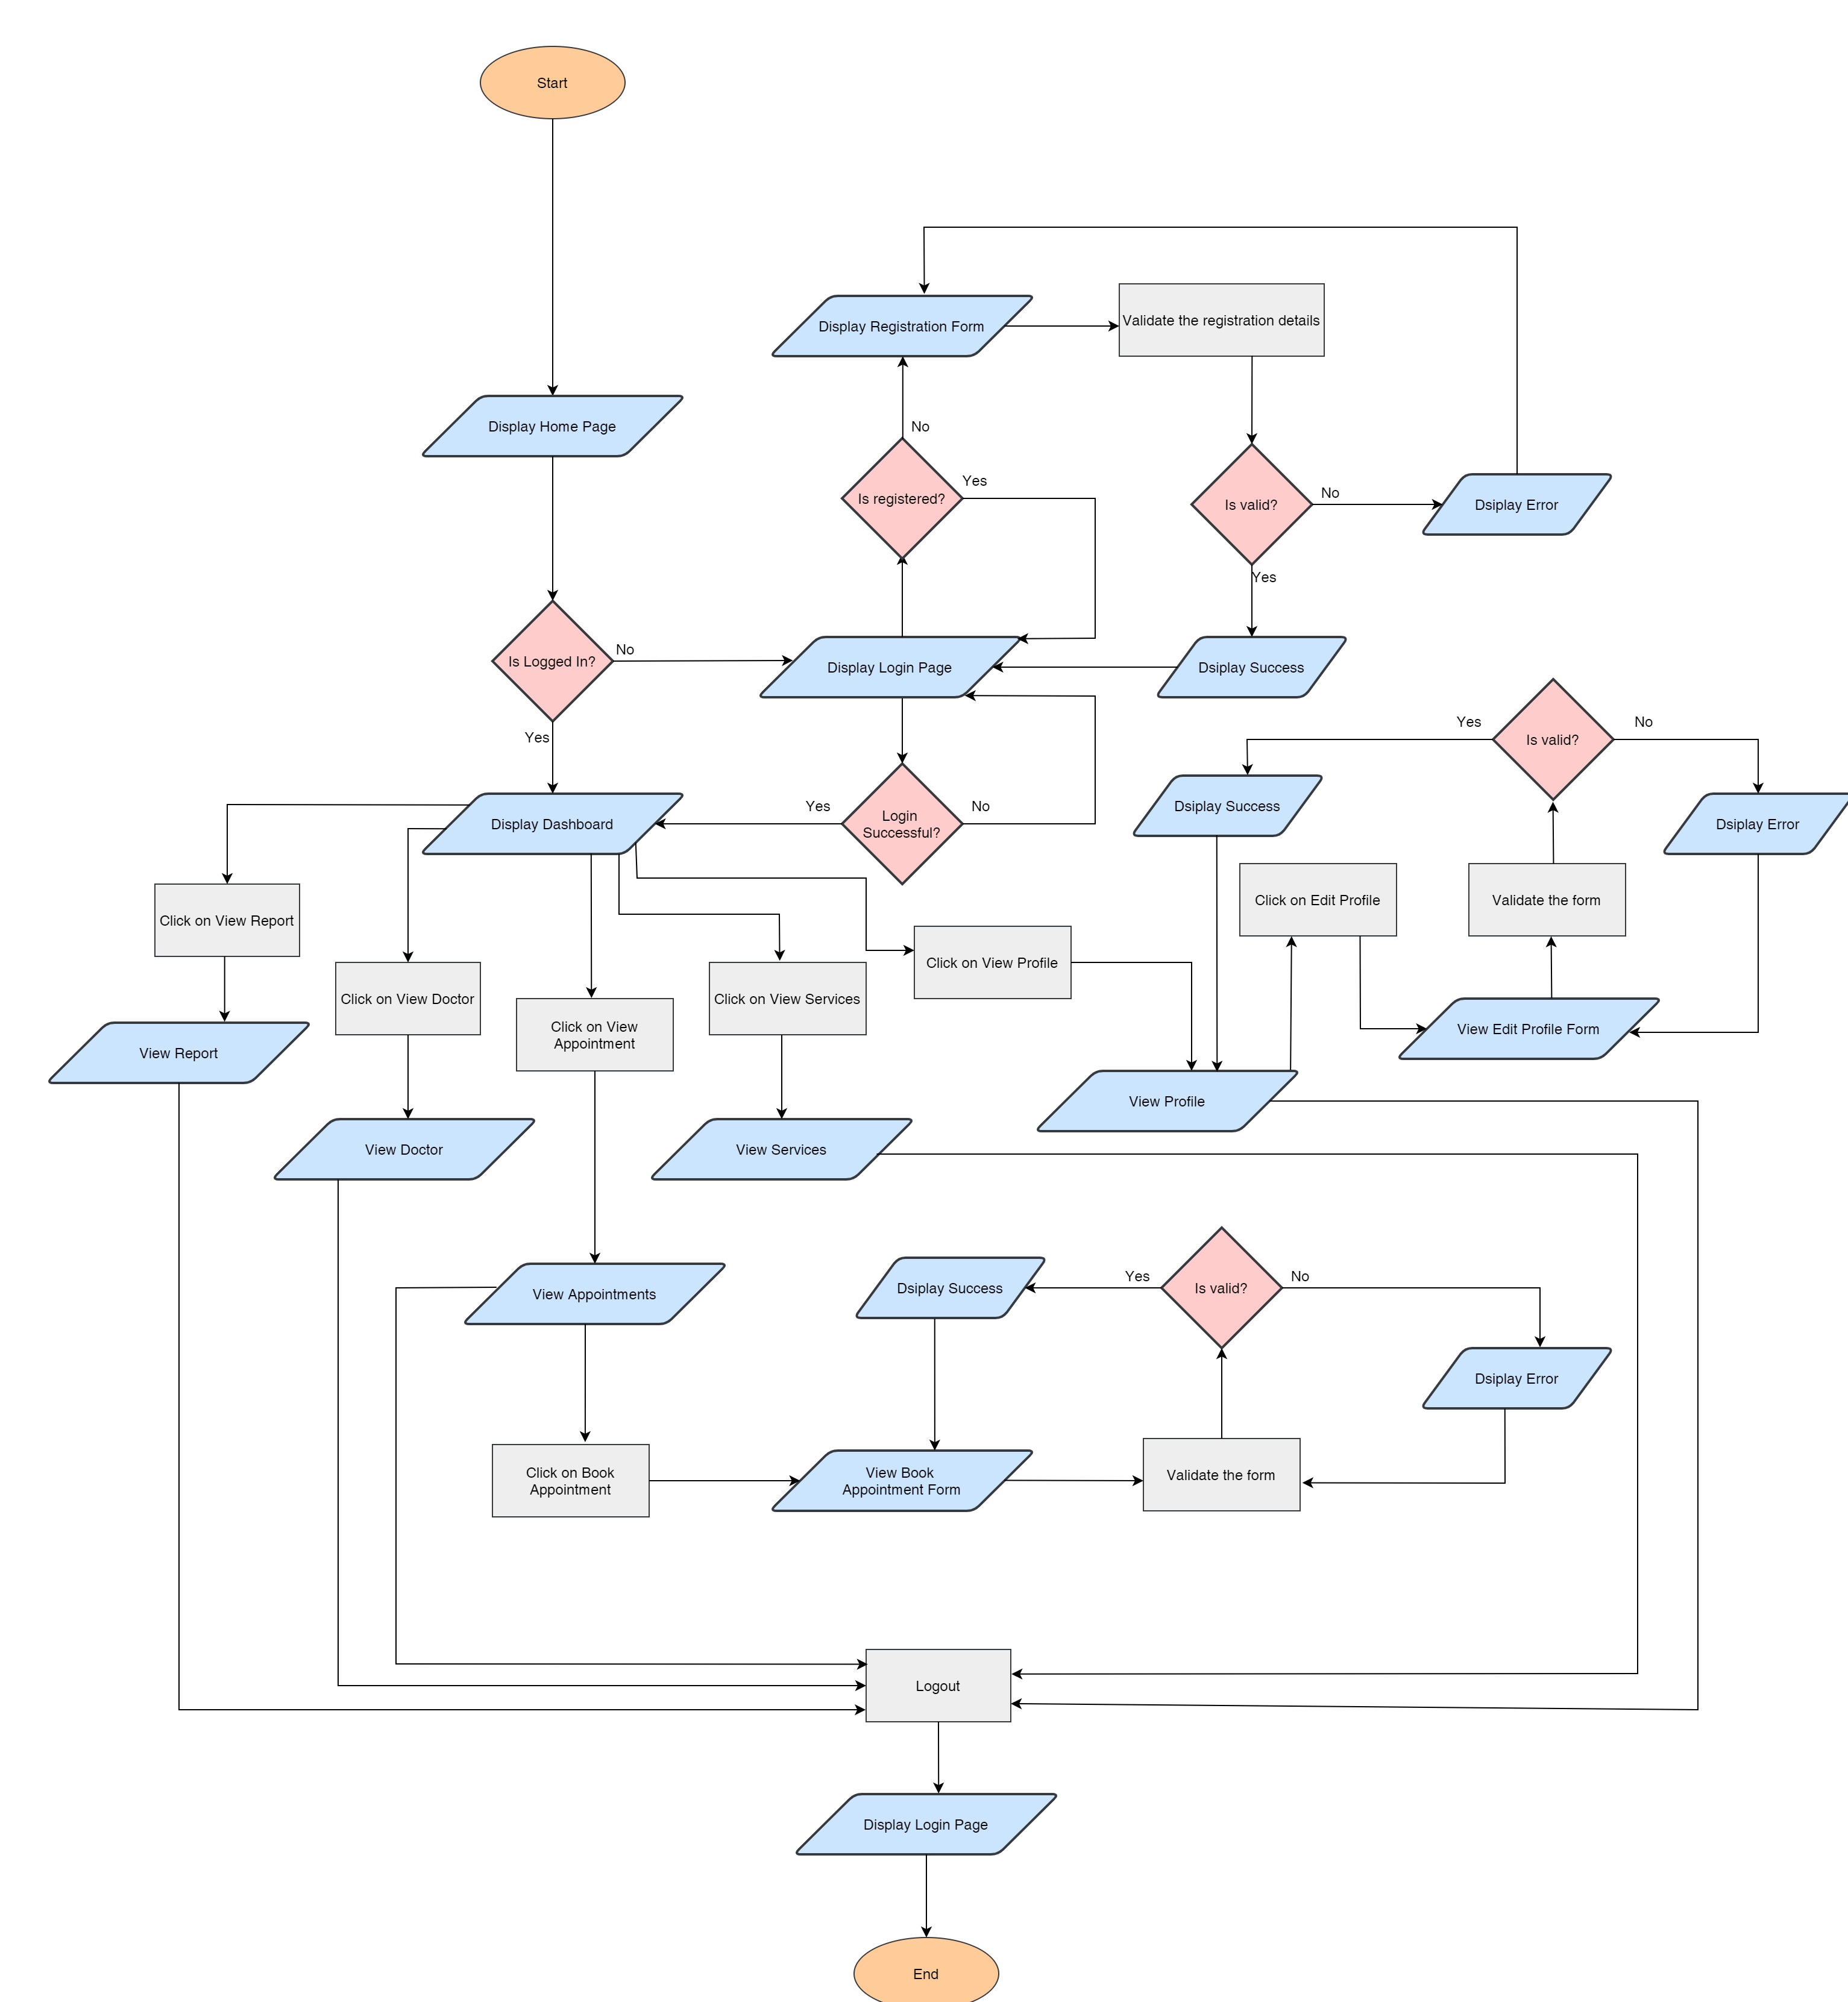 Start
Display Registration Form
Validate the registration details
Display Home Page
No
Is registered?
Yes
Is valid?
No
Dsiplay Error
Yes
Is Logged In?
No
Display Login Page
Dsiplay Success
Yes
Is valid?
No
Yes
Display Dashboard
Yes
Login
Successful?
No
Dsiplay Success
Dsiplay Error
Click on View Report
Click on View Profile
Click on Edit Profile
Validate the form
Click on View Doctor
Click on View
Appointment
Click on View Services
View Edit Profile Form
View Report
View Profile
View Doctor
View Services
View Appointments
Dsiplay Success
Yes
Is valid?
No
Dsiplay Error
Click on Book
Appointment
View Book
Appointment Form
Validate the form
Logout
Display Login Page
End